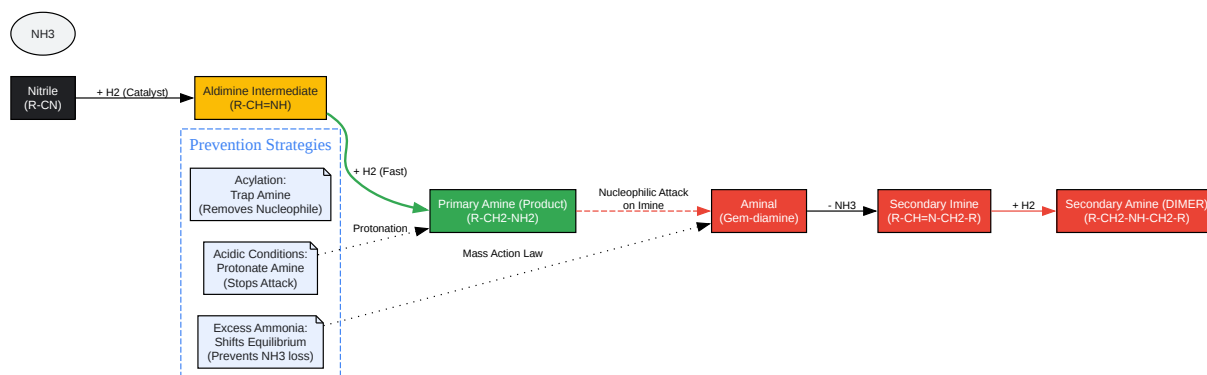 NH3
Nitrile
(R-CN)
+ H2 (Catalyst)
Aldimine Intermediate
(R-CH=NH)
Prevention Strategies
Acylation:
Trap Amine
(Removes Nucleophile)
+ H2 (Fast)
Primary Amine (Product)
(R-CH2-NH2)
Nucleophilic Attack
on Imine
Aminal
(Gem-diamine)
- NH3
Secondary Imine
(R-CH=N-CH2-R)
+ H2
Secondary Amine (DIMER)
(R-CH2-NH-CH2-R)
Protonation
Acidic Conditions:
Protonate Amine
(Stops Attack)
Mass Action Law
Excess Ammonia:
Shifts Equilibrium
(Prevents NH3 loss)